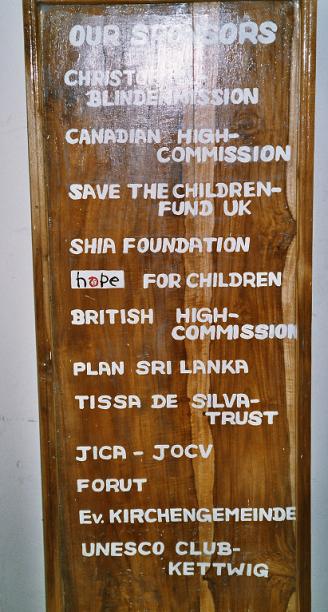 OUR SPONSORS
CHRISTOFFEL-
BLINDENMISSION
CANADIAN HIGH-
COMMISSION
SAVE THE CHILDREN-
FUND UK
SHIA FOUNDATION
hope FOR CHILDREN
BRITISH HIGH-
COMMISSION
PLAN SRI LANKA
TISSA DE SILVA-
TRUST
JICA - JOCV
FORUT
Ev. KIRCHENGEMEINDE
UNESCO CLUB-
KETTWIG